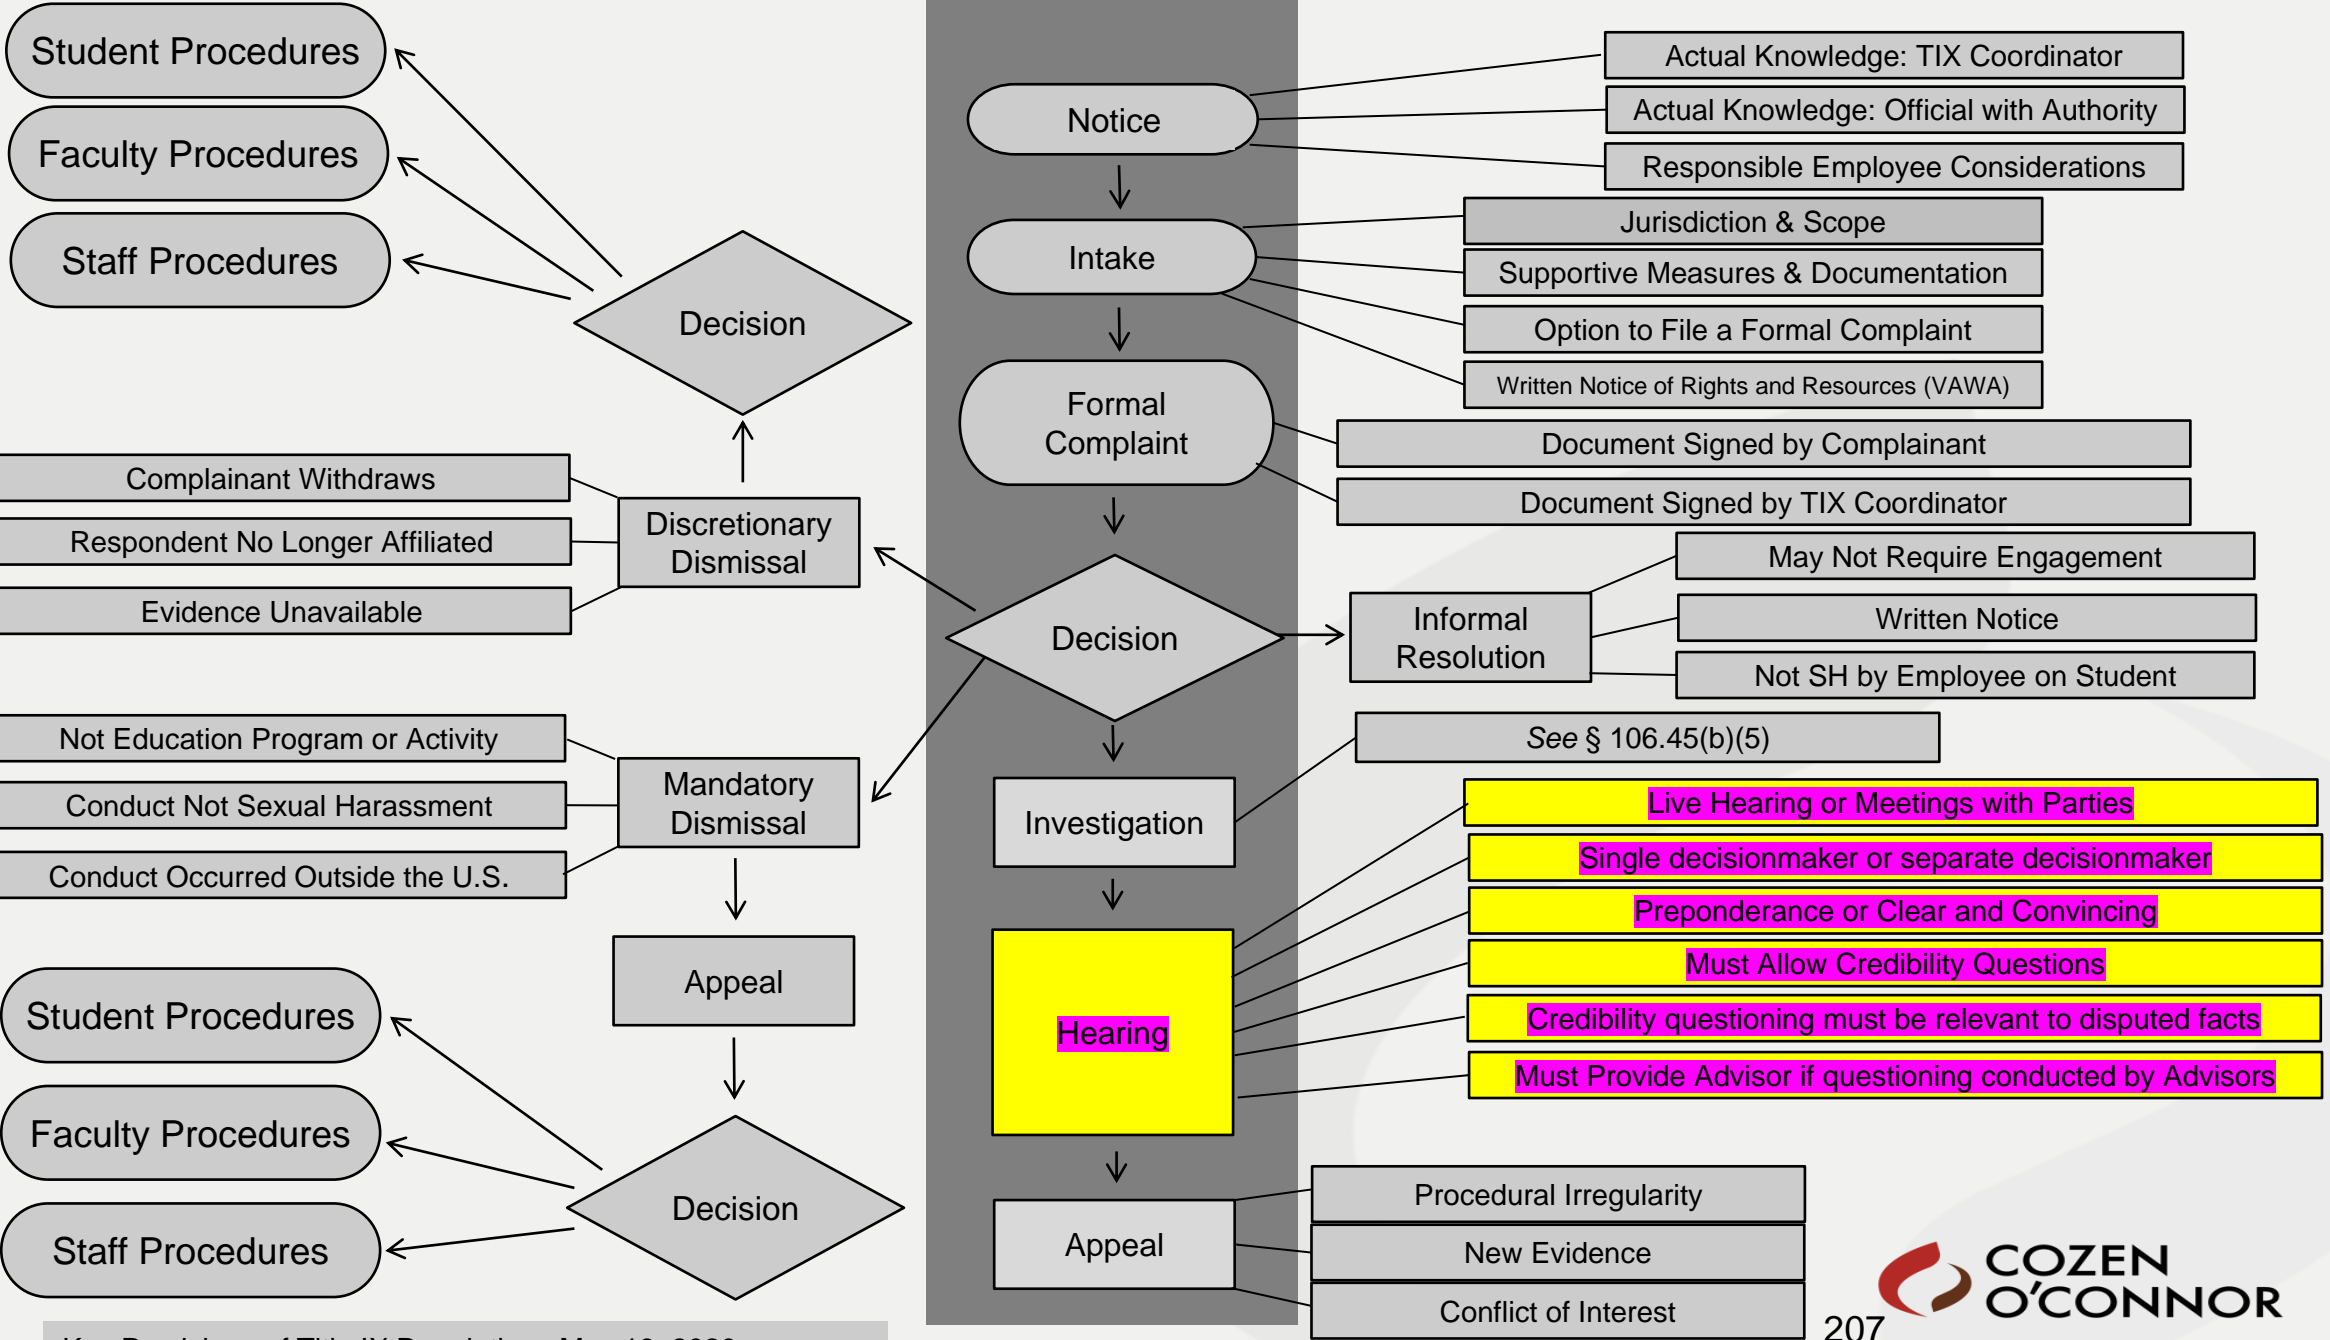 Student Procedures
Faculty Procedures
Staff Procedures
Decision
Complainant Withdraws
Respondent No Longer Affiliated
Evidence Unavailable
Discretionary
Dismissal
Not Education Program or Activity
Conduct Not Sexual Harassment
Conduct Occurred Outside the U.S.
Mandatory
Dismissal
Appeal
Student Procedures
Faculty Procedures
Staff Procedures
Decision
Notice
Actual Knowledge: TIX Coordinator
Actual Knowledge: Official with Authority
Responsible Employee Considerations
Intake
Jurisdiction & Scope
Supportive Measures & Documentation
Option to File a Formal Complaint
Written Notice of Rights and Resources (VAWA)
Formal
Complaint
Document Signed by Complainant
Document Signed by TIX Coordinator
Decision
Informal
Resolution
May Not Require Engagement
Written Notice
Not SH by Employee on Student
Investigation
See § 106.45(b)(5)
Hearing
Live Hearing or Meetings with Parties
Single decisionmaker or separate decisionmaker
Preponderance or Clear and Convincing
Must Allow Credibility Questions
Credibility questioning must be relevant to disputed facts
Must Provide Advisor if questioning conducted by Advisors
Appeal
Procedural Irregularity
New Evidence
Conflict of Interest
COZEN
O'CONNOR
207